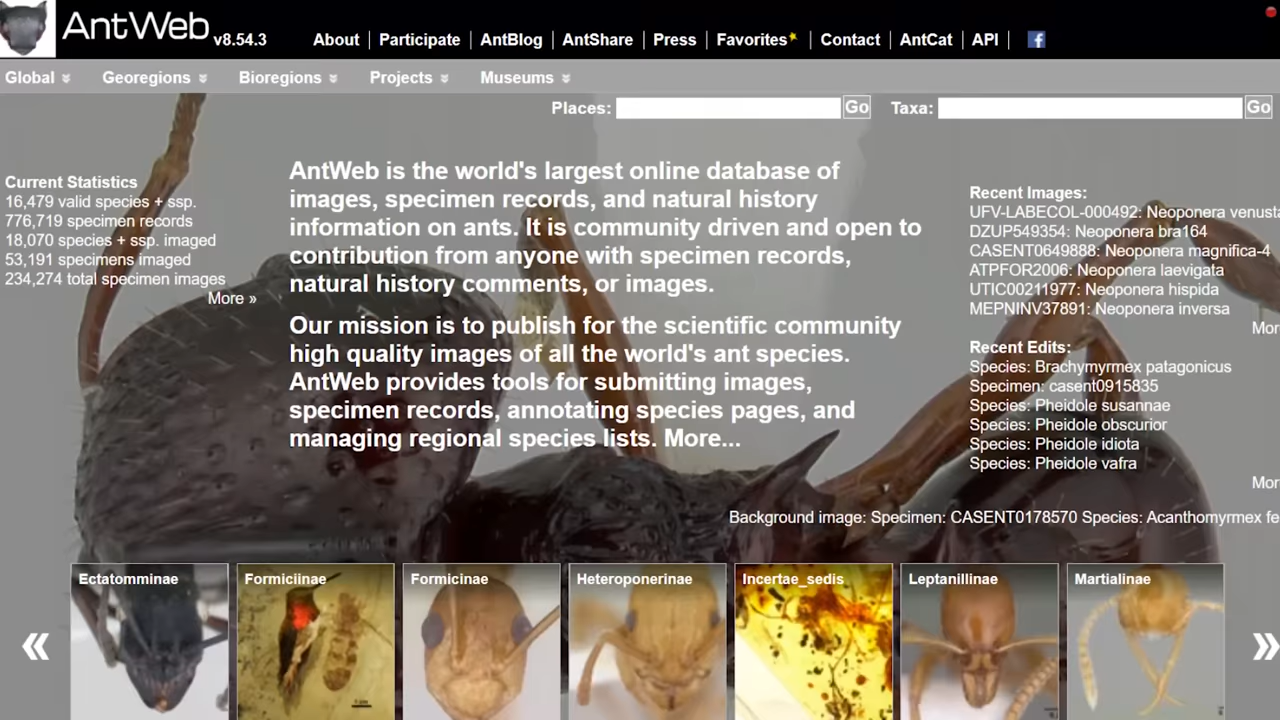 AntWeb v8.54.3
About | Participate | AntBlog | AntShare | Press | Favorites | Contact | AntCat | API |
Global Georegions Bioregions Projects Museums
Places: Go Taxa: Go
Current Statistics
16,479 valid species + ssp.
776,719 specimen records
18,070 species + ssp. imaged
53,191 specimens imaged
234,274 total specimen images
More »
AntWeb is the world's largest online database of
images, specimen records, and natural history
information on ants. It is community driven and open to
contribution from anyone with specimen records,
natural history comments, or images.
Our mission is to publish for the scientific community
high quality images of all the world's ant species.
AntWeb provides tools for submitting images,
specimen records, annotating species pages, and
managing regional species lists. More...
Recent Images:
UFV-LABECOL-000492: Neoponera venusta
DZUP549354: Neoponera bra164
CASENT0649888: Neoponera magnifica-4
ATPFOR2006: Neoponera laevigata
UTIC00211977: Neoponera hispida
MEPNINV37891: Neoponera inversa
Mor
Recent Edits:
Species: Brachymyrmex patagonicus
Specimen: casent0915835
Species: Pheidole susannae
Species: Pheidole obscurior
Species: Pheidole idiota
Species: Pheidole vafra
Mor
Background image: Specimen: CASENT0178570 Species: Acanthomyrmex fe
Ectatomminae Formiciinae Formicinae Heteroponerinae Incertae_sedis Leptanillinae Martialinae